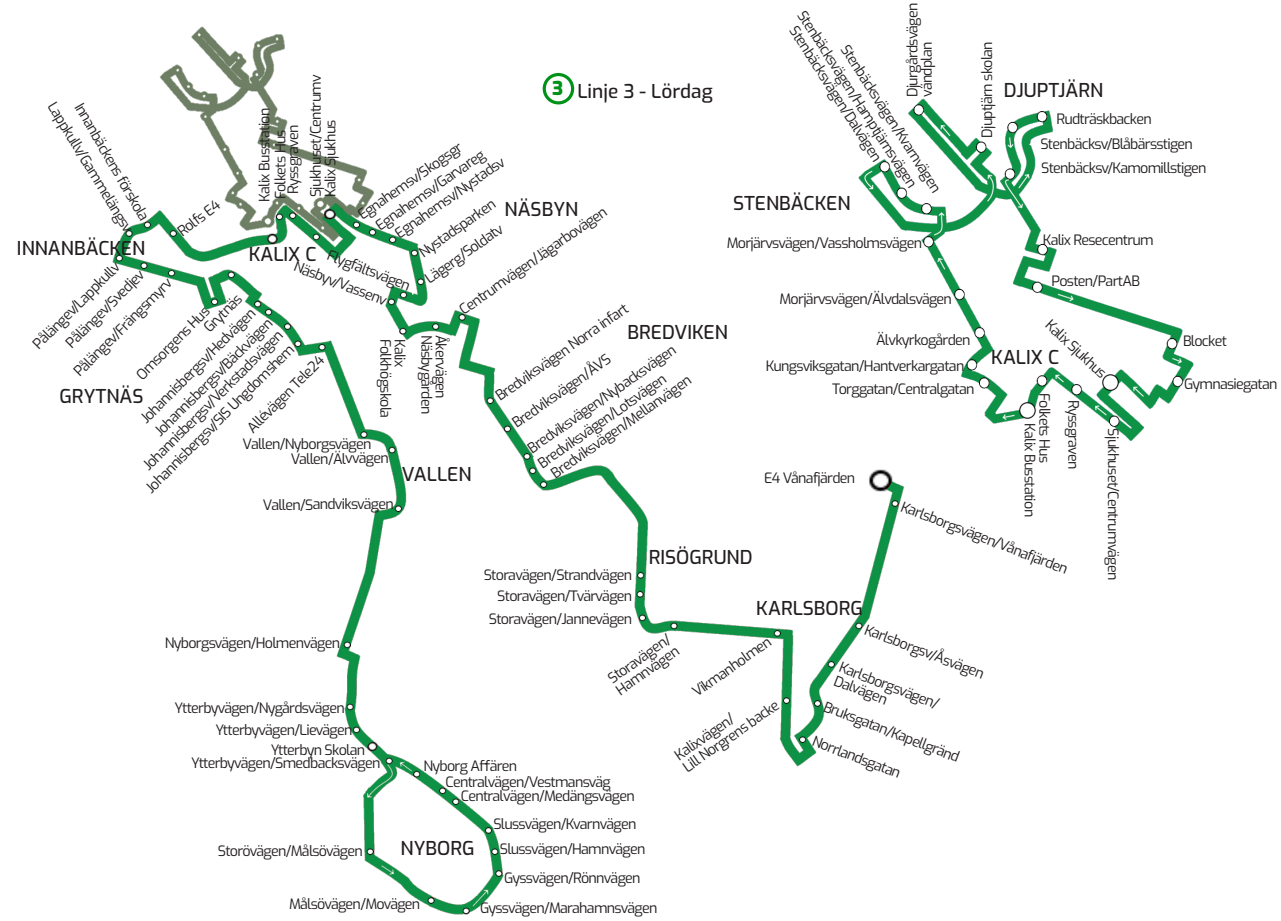 3 Linje 3 - Lördag
Innanbäckens förskola
Lappkullv/Gammelängsv
Rolfs E4
INNANBÄCKEN
Pålängev/Lappkullv
Pålängev/Svedjev
Pålängev/Frängsmyrv
Omsorgens Hus
Grytnäs
GRYTNÄS
Johannisbergsv/Hedvägen
Johannisbergsv/Bäckvägen
Johannisbergsv/Verkstadsvägen
Johannisbergsv/SIS Ungdomshem
Allévägen Tele24
Kalix Busstation
Folkets Hus
Ryssgraven
Sjukhuset/Centrumv
Kalix Sjukhus
KALIX C
Egnahemsv/Skogsgr
Egnahemsv/Garvareg
Egnahemsv/Nystadsv
NÄSBYN
Nystadsparken
Lägerg/Soldatv
Flygfältsvägen
Näsbyv/Vassenv
Kalix
Folkhögskola
Åkervägen
Näsbygården
Centrumvägen/Jägarbovägen
BREDVIKEN
Bredviksvägen Norra infart
Bredviksvägen/ÅVS
Bredviksvägen/Nybacksvägen
Bredviksvägen/Lotsvägen
Bredviksvägen/Mellanvägen
Vallen/Nyborgsvägen
Vallen/Älvvägen
VALLEN
Vallen/Sandviksvägen
Nyborgsvägen/Holmenvägen
Ytterbyvägen/Nygårdsvägen
Ytterbyvägen/Lievägen
Ytterbyn Skolan
Ytterbyvägen/Smedbacksvägen
Nyborg Affären
Centralvägen/Vestmansväg
Centralvägen/Medängsvägen
Slussvägen/Kvarnvägen
NYBORG
Slussvägen/Hamnvägen
Storövägen/Målsövägen
Gyssvägen/Rönnvägen
Målsövägen/Movägen
Gyssvägen/Marahamnsvägen
RISÖGRUND
Storavägen/Strandvägen
Storavägen/Tvärvägen
Storavägen/Jannevägen
Storavägen/
Hamnvägen
KARLSBORG
Vikmanholmen
Kalixvägen/
Lill Norgrens backe
Norrlandsgatan
Bruksgatan/Kapellgränd
Karlsborgsvägen/
Dalvägen
Karlsborgsv/Åsvägen
Karlsborgsvägen/Vånafjärden
E4 Vånafjärden
Stenbäcksvägen/Kvarnvägen
Stenbäcksvägen/Hamptjärnsvägen
Stenbäcksvägen/Dalvägen
Djurgårdsvägen
vändplan
Djuptjärn skolan
DJUPTJÄRN
Rudträskbacken
Stenbäcksv/Blåbärsstigen
Stenbäcksv/Kamomillstigen
STENBÄCKEN
Morjärvsvägen/Vassholmsvägen
Kalix Resecentrum
Posten/PartAB
Morjärvsvägen/Älvdalsvägen
Älvkyrkogården
Blocket
KALIX C
Kalix Sjukhus
Kungsviksgatan/Hantverkargatan
Torggatan/Centralgatan
Gymnasiegatan
Kalix Busstation
Folkets Hus
Ryssgraven
Sjukhuset/Centrumvägen